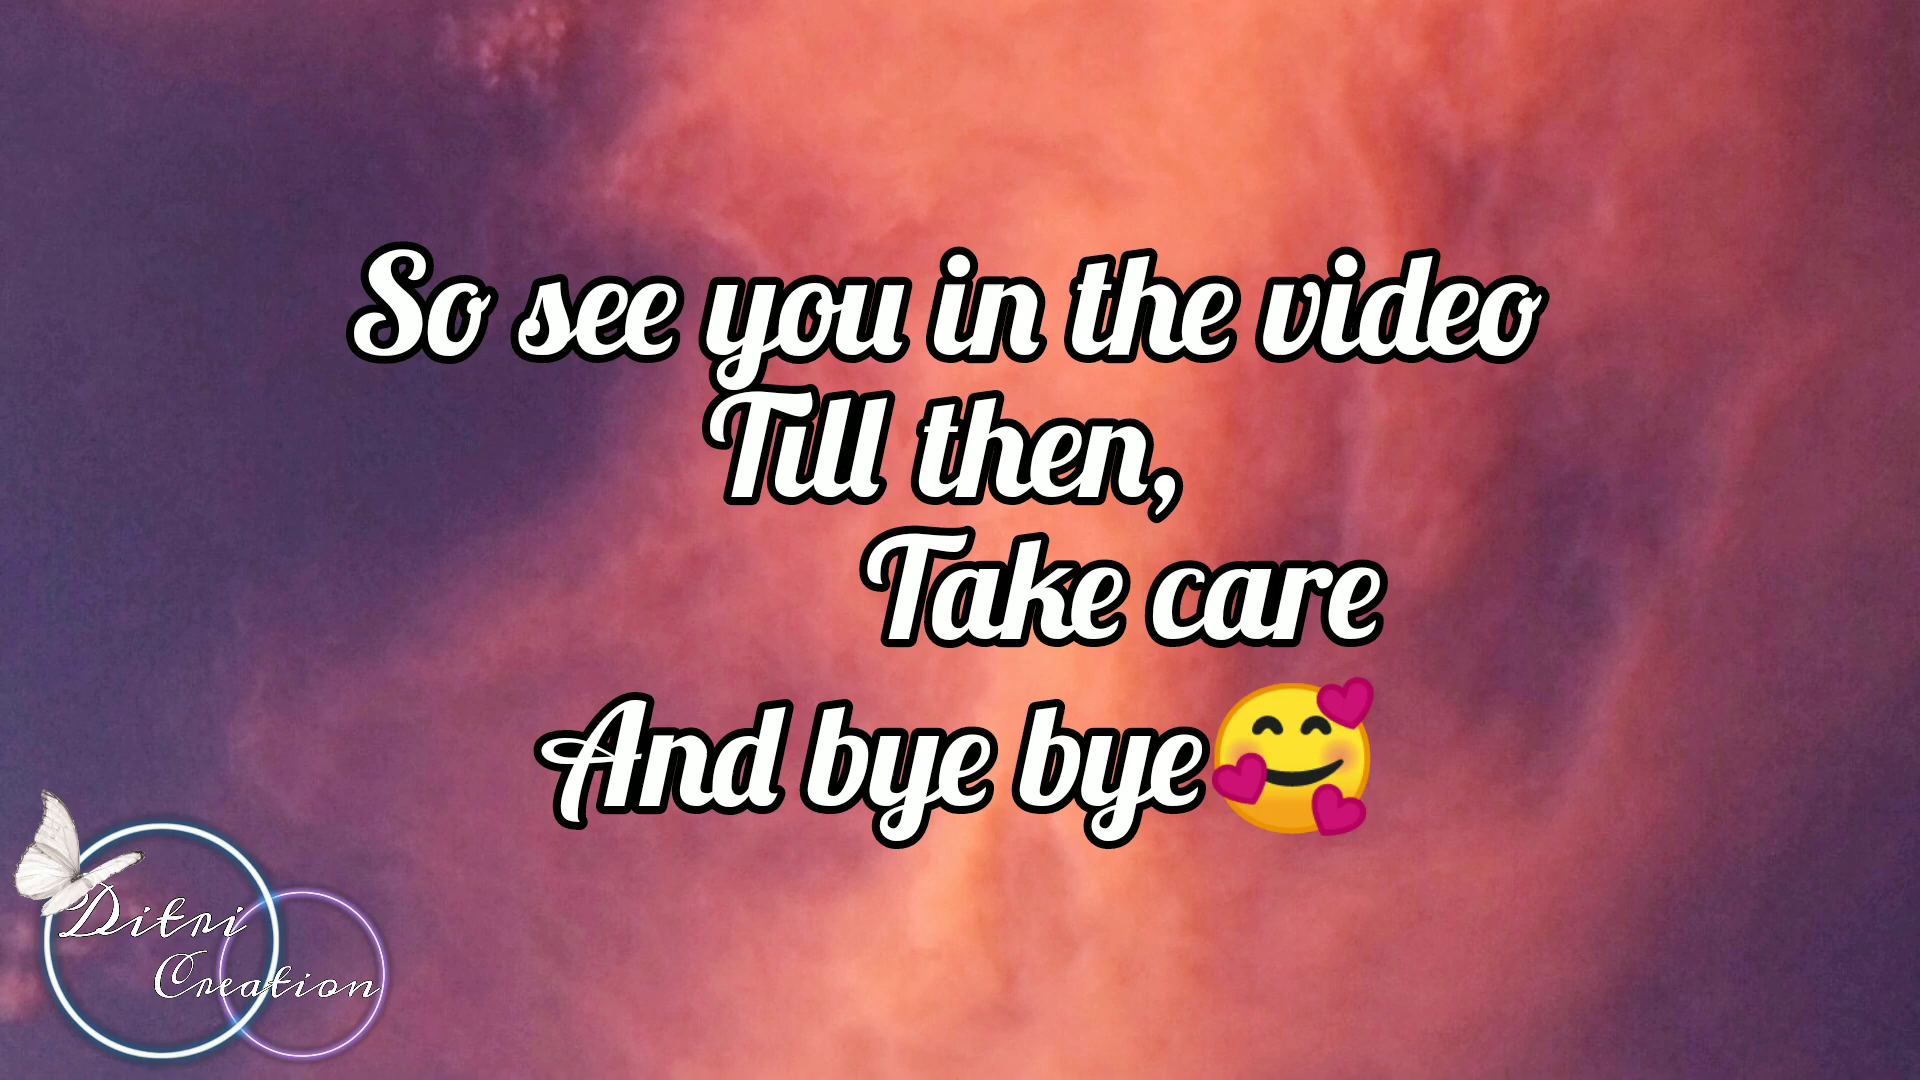 So see you in the video
Till then,
Take care
And bye bye🥰
Ditri
Creation